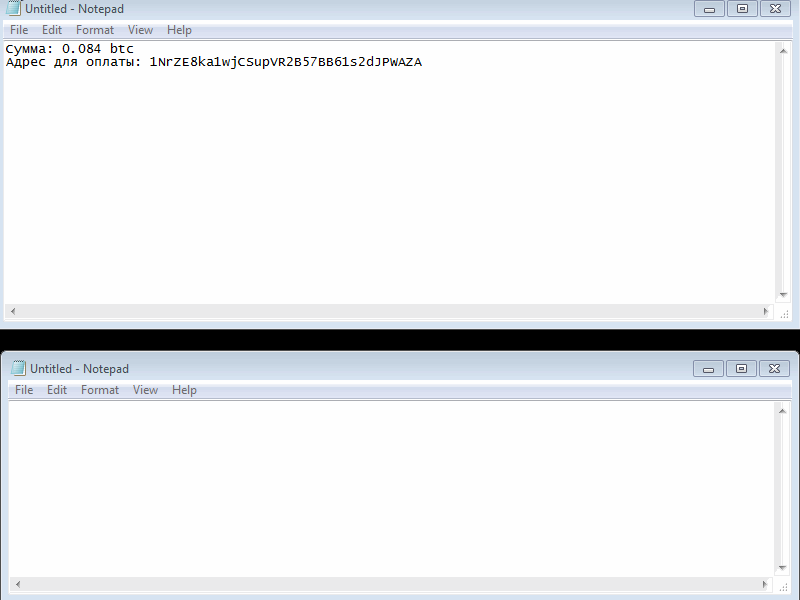 Untitled - Notepad
File Edit Format View Help
Сумма: 0.084 btc
Адрес для оплаты: 1NrZE8ka1wjCSupVR2B57BB61s2dJPWAZA
Untitled - Notepad
File Edit Format View Help